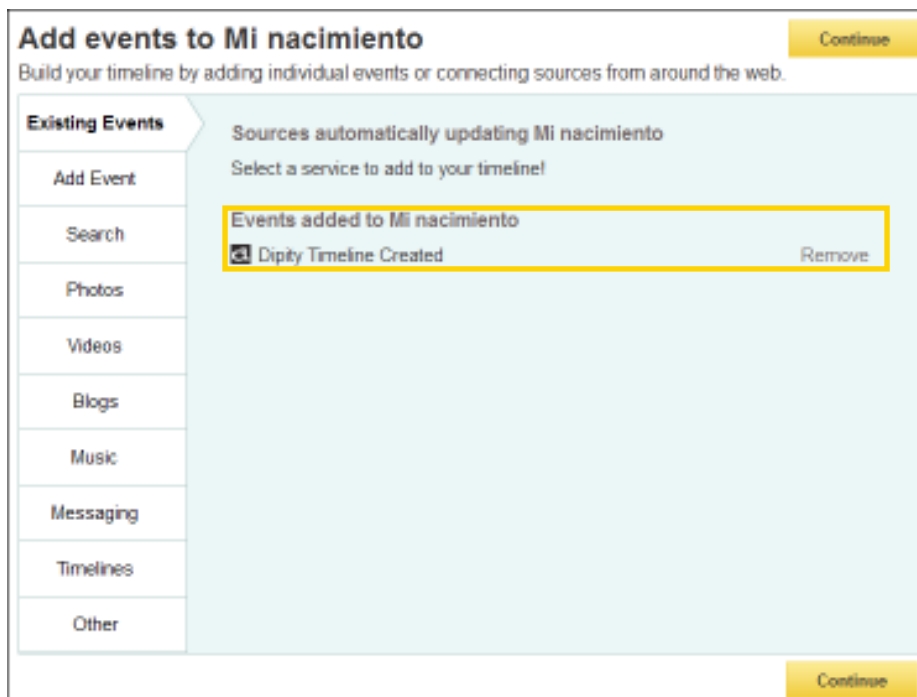 Add events to Mi nacimiento
Continue
Build your timeline by adding individual events or connecting sources from around the web.
Existing Events
Add Event
Search
Photos
Videos
Blogs
Music
Messaging
Timelines
Other
Sources automatically updating Mi nacimiento
Select a service to add to your timeline!
Events added to Mi nacimiento
Dipity Timeline Created
Remove
Continue